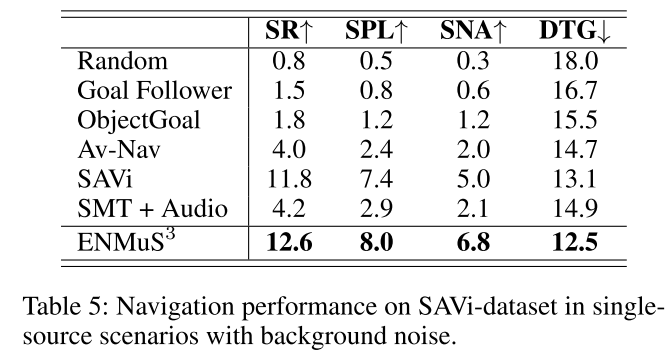 SR↑ SPL↑ SNA↑ DTG↓
Random 0.8 0.5 0.3 18.0
Goal Follower 1.5 0.8 0.6 16.7
ObjectGoal 1.8 1.2 1.2 15.5
Av-Nav 4.0 2.4 2.0 14.7
SAVi 11.8 7.4 5.0 13.1
SMT + Audio 4.2 2.9 2.1 14.9
ENMuS³ 12.6 8.0 6.8 12.5
Table 5: Navigation performance on SAVi-dataset in single-
source scenarios with background noise.